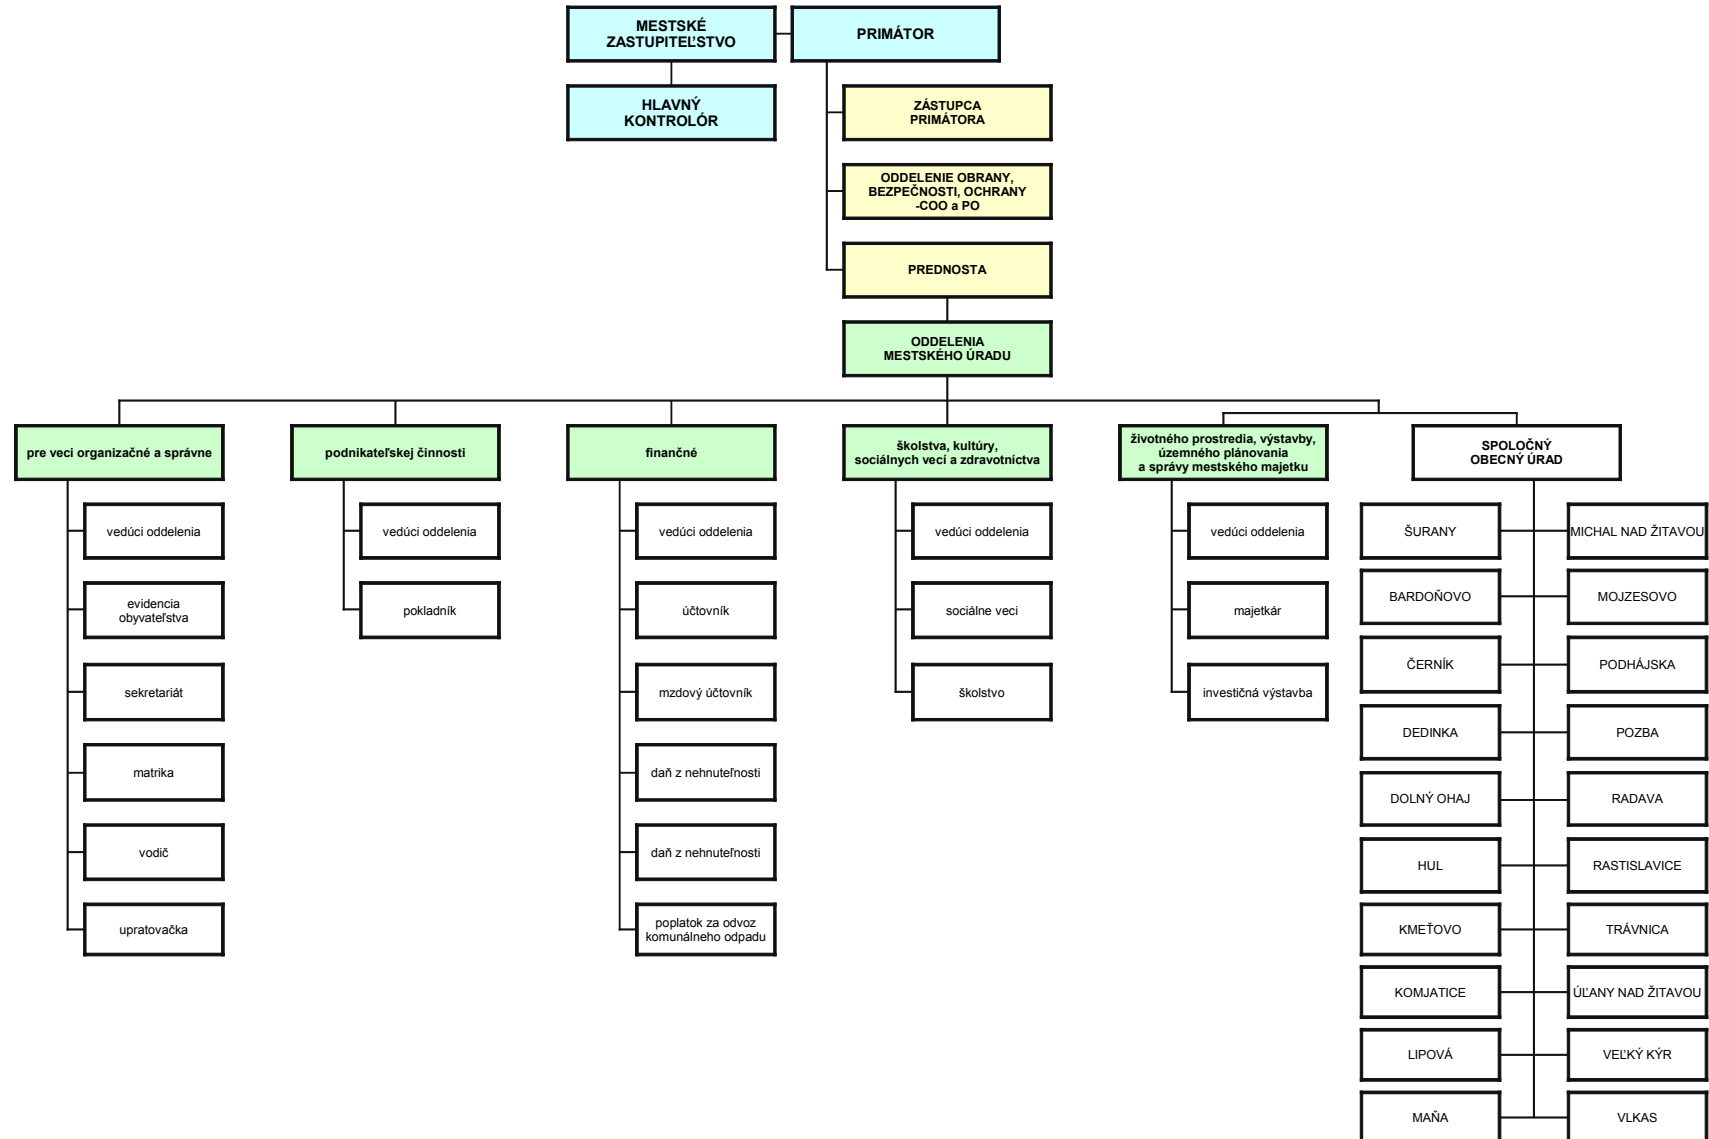 MESTSKÉ
ZASTUPITEĽSTVO
PRIMÁTOR
HLAVNÝ
KONTROLÓR
ZÁSTUPCA
PRIMÁTORA
ODDELENIE OBRANY,
BEZPEČNOSTI, OCHRANY
-COO a PO
PREDNOSTA
ODDELENIA
MESTSKÉHO ÚRADU
pre veci organizačné a správne
vedúci oddelenia
evidencia
obyvateľstva
sekretariát
matrika
vodič
upratovačka
podnikateľskej činnosti
vedúci oddelenia
pokladník
finančné
vedúci oddelenia
účtovník
mzdový účtovník
daň z nehnuteľnosti
daň z nehnuteľnosti
poplatok za odvoz
komunálneho odpadu
školstva, kultúry,
sociálnych vecí a zdravotníctva
vedúci oddelenia
sociálne veci
školstvo
životného prostredia, výstavby,
územného plánovania
a správy mestského majetku
vedúci oddelenia
majetkár
investičná výstavba
SPOLOČNÝ
OBECNÝ ÚRAD
ŠURANY
MICHAL NAD ŽITAVOU
BARDOŇOVO
MOJZESOVO
ČERNÍK
PODHÁJSKA
DEDINKA
POZBA
DOLNÝ OHAJ
RADAVA
HUL
RASTISLAVICE
KMEŤOVO
TRÁVNICA
KOMJATICE
ÚĽANY NAD ŽITAVOU
LIPOVÁ
VEĽKÝ KÝR
MAŇA
VLKAS